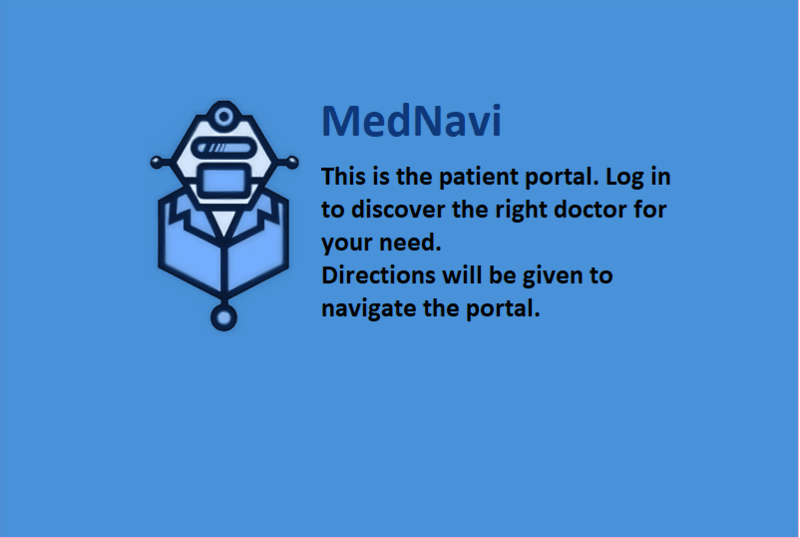 MedNavi
This is the patient portal. Log in
to discover the right doctor for
your need.
Directions will be given to
navigate the portal.